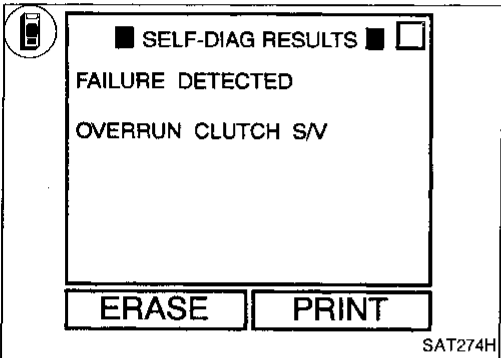 ■ SELF-DIAG RESULTS ■ □
FAILURE DETECTED
OVERRUN CLUTCH S/V
ERASE PRINT
SAT274H